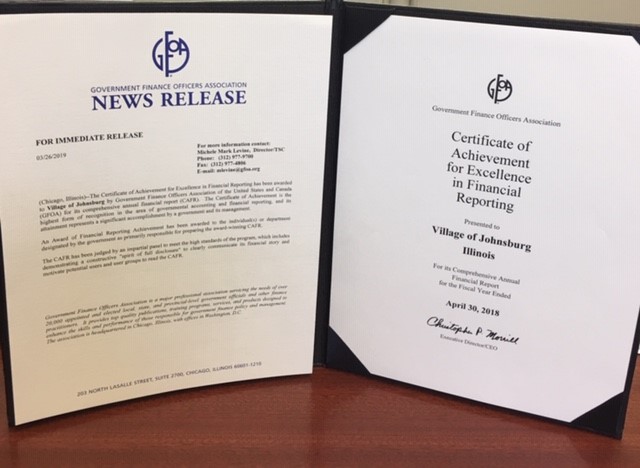 GFOA
GOVERNMENT FINANCE OFFICERS ASSOCIATION
NEWS RELEASE
FOR IMMEDIATE RELEASE
03/26/2019
For more information contact:
Michele Mark Levine, Director/TSC
Phone: (312) 977-9700
Fax: (312) 977-4806
E-mail: mlevine@gfoa.org
(Chicago, Illinois)--The Certificate of Achievement for Excellence in Financial Reporting has been awarded
to Village of Johnsburg by Government Finance Officers Association of the United States and Canada
(GFOA) for its comprehensive annual financial report (CAFR). The Certificate of Achievement is the
highest form of recognition in the area of governmental accounting and financial reporting, and its
attainment represents a significant accomplishment by a government and its management.
An Award of Financial Reporting Achievement has been awarded to the individual(s) or department
designated by the government as primarily responsible for preparing the award-winning CAFR.
The CAFR has been judged by an impartial panel to meet the high standards of the program, which includes
demonstrating a constructive "spirit of full disclosure" to clearly communicate its financial story and
motivate potential users and user groups to read the CAFR.
Government Finance Officers Association is a major professional association servicing the needs of over
20,000 appointed and elected local, state, and provincial-level government officials and other finance
practitioners. It provides top quality publications, training programs, services, and products designed to
enhance the skills and performance of those responsible for government finance policy and management.
The association is headquartered in Chicago, Illinois, with offices in Washington, D.C.
203 NORTH LASALLE STREET, SUITE 2700, CHICAGO, ILLINOIS 60601-1210
GFOA
Government Finance Officers Association
Certificate of
Achievement
for Excellence
in Financial
Reporting
Presented to
Village of Johnsburg
Illinois
For its Comprehensive Annual
Financial Report
for the Fiscal Year Ended
April 30, 2018
Christopher P. Morrill
Executive Director/CEO